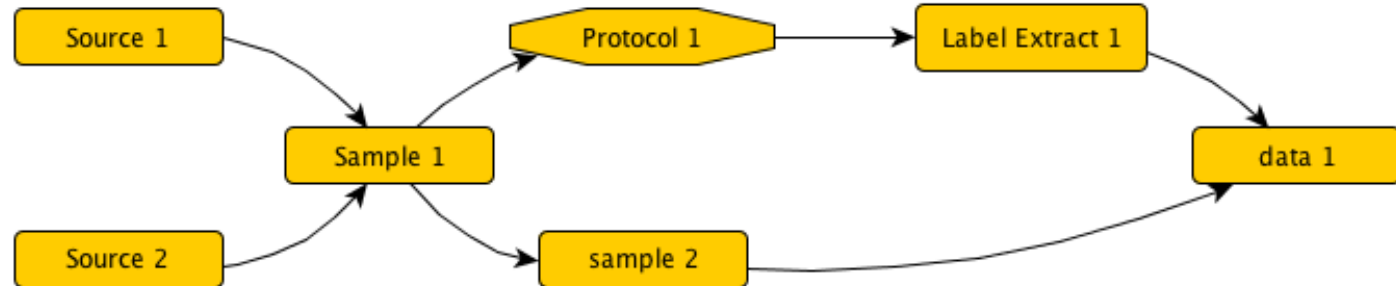 Source 1
Protocol 1
Label Extract 1
Sample 1
data 1
Source 2
sample 2